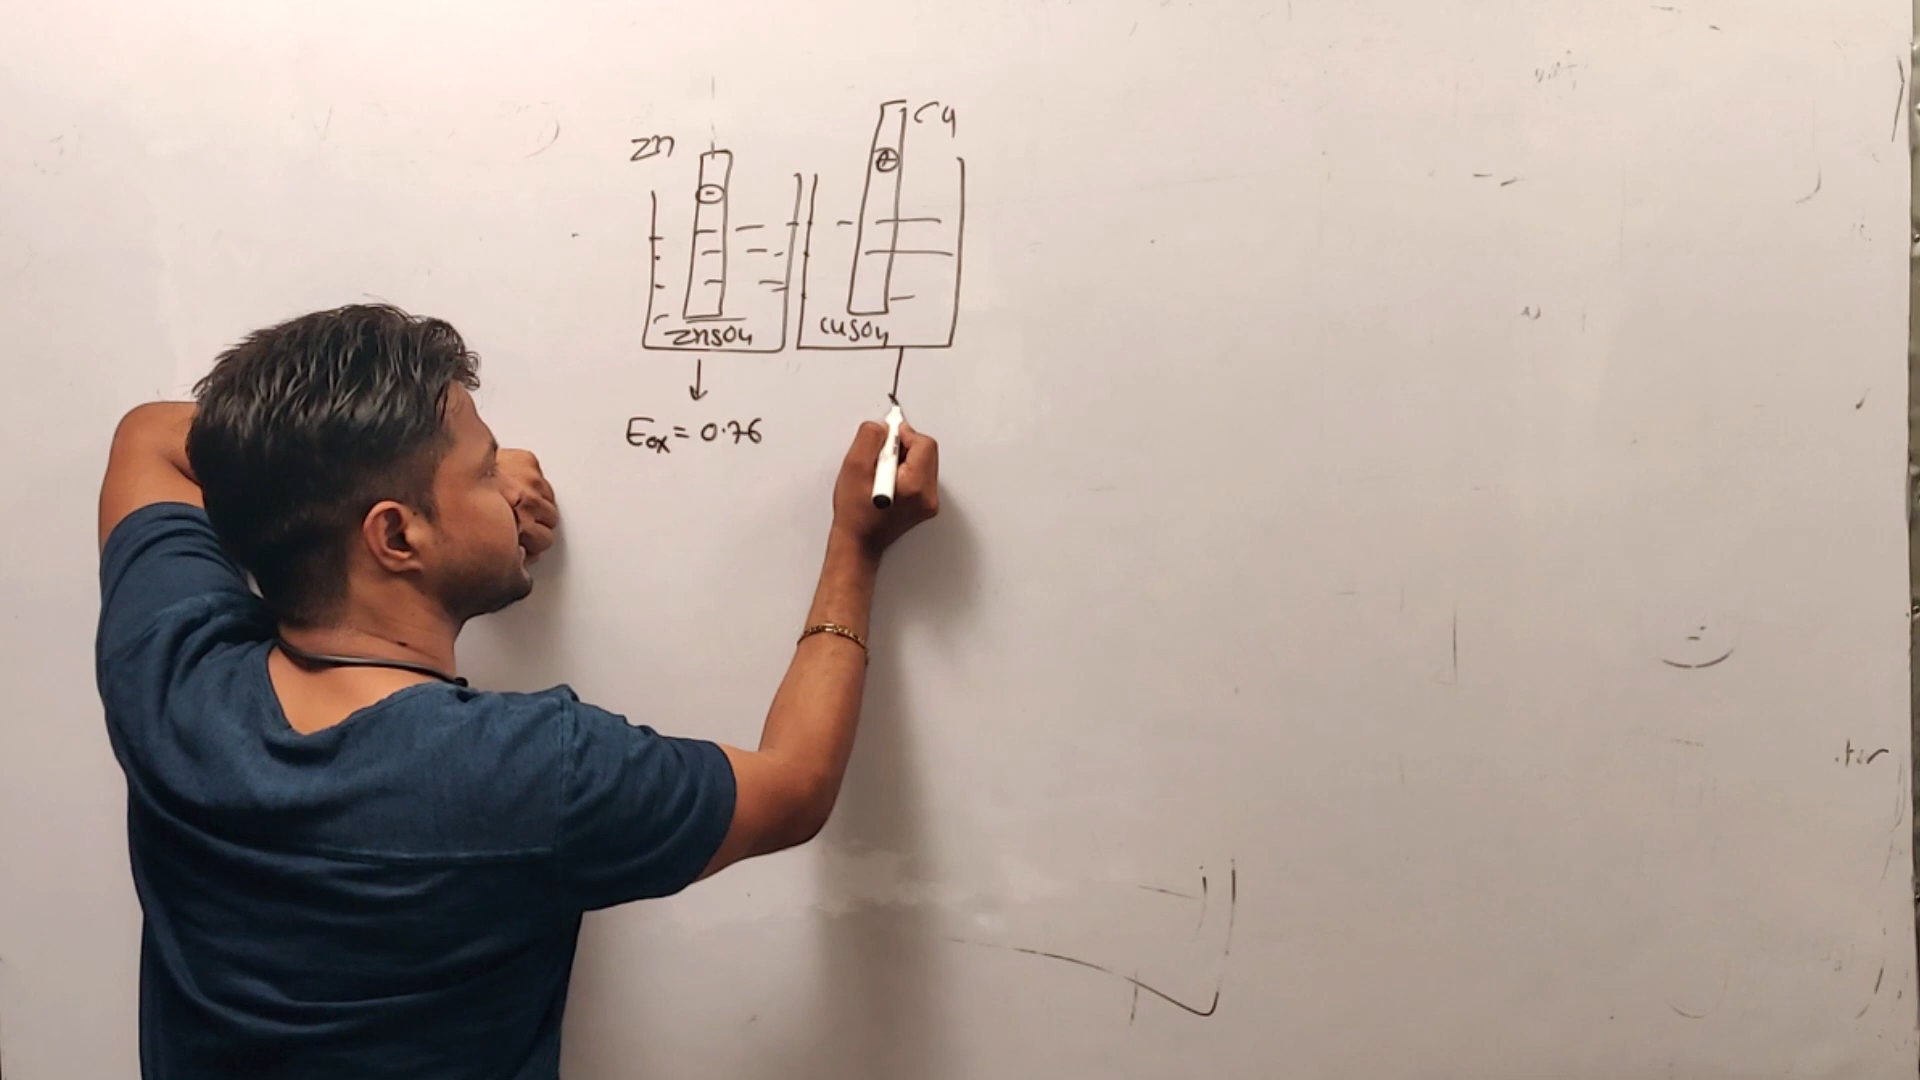 Zn
Cu
-
+
ZnSO4
CuSO4
Eox = 0.76